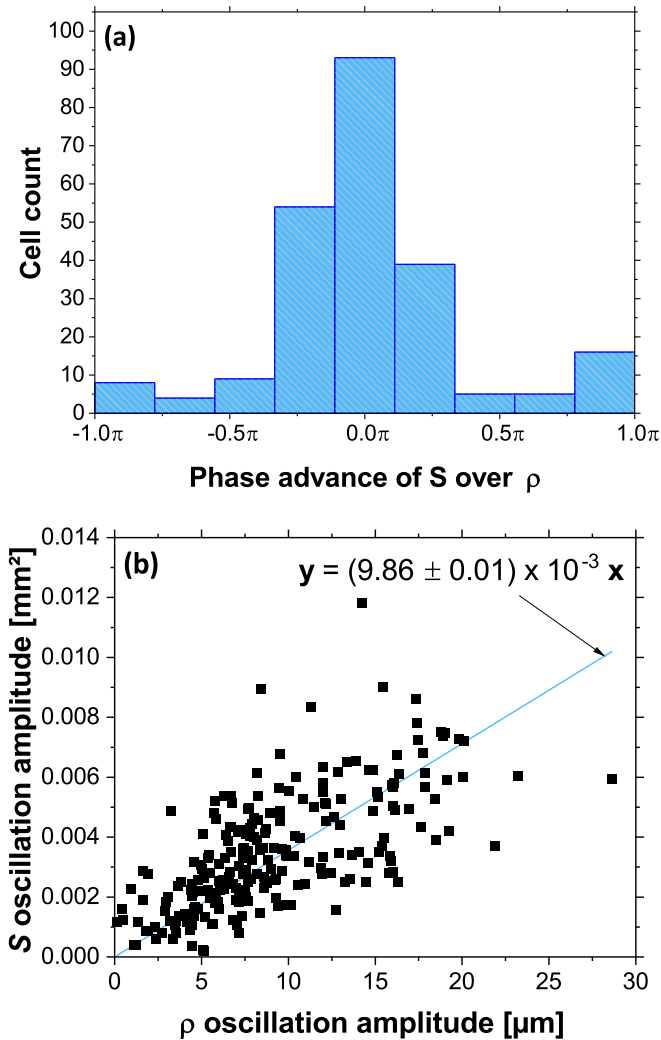 (a)
100
90
80
70
60
50
40
30
20
10
0
Cell count
-1.0π -0.5π 0.0π 0.5π 1.0π
Phase advance of S over ρ
(b)
y = (9.86 ± 0.01) x 10⁻³ x
0.014
0.012
0.010
0.008
0.006
0.004
0.002
0.000
S oscillation amplitude [mm²]
0 5 10 15 20 25 30
ρ oscillation amplitude [µm]